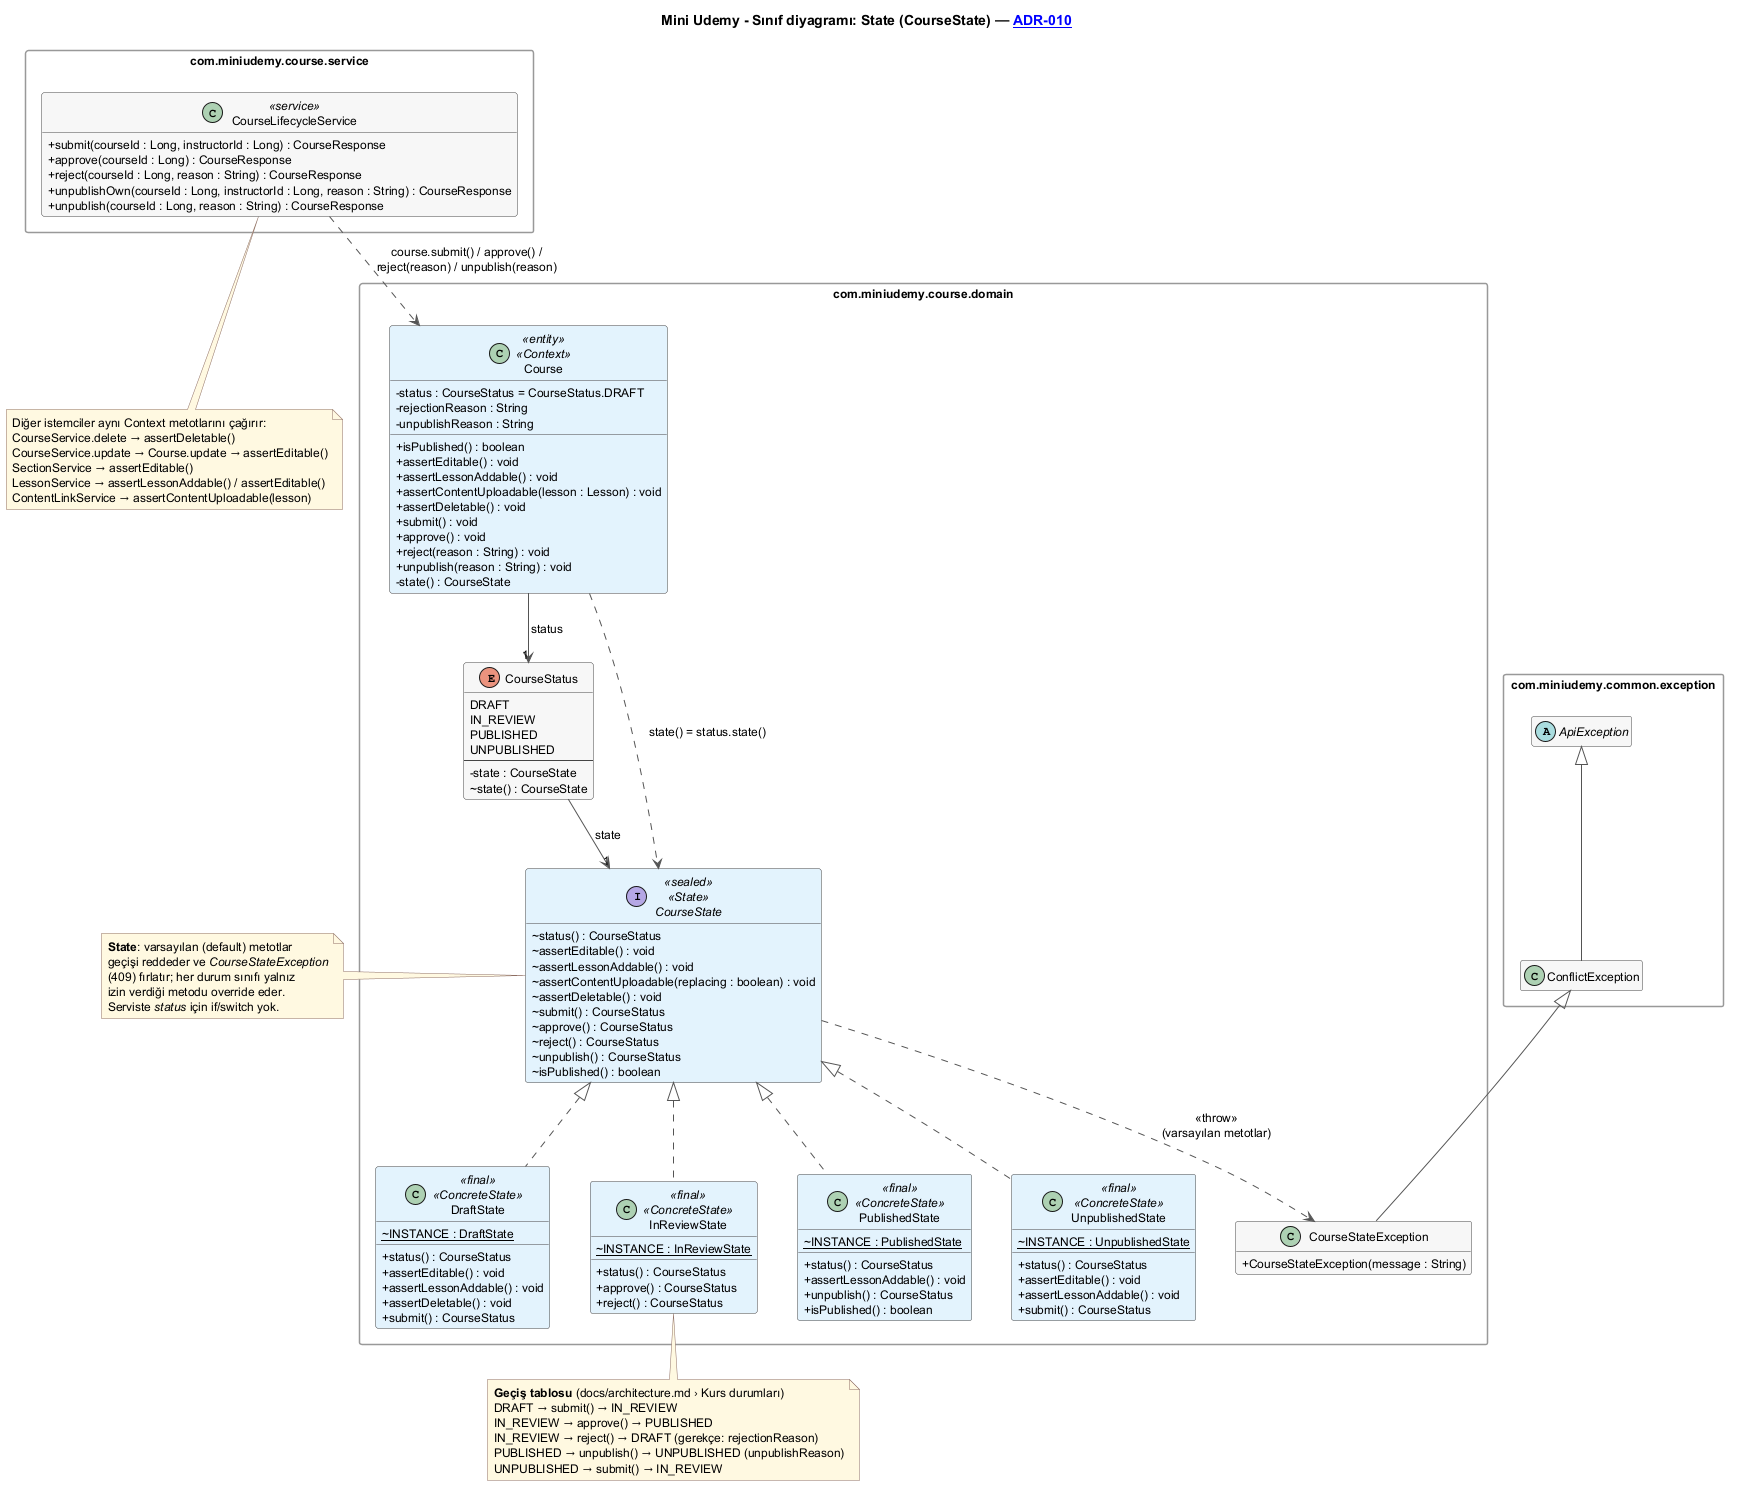 Mini Udemy - Sınıf diyagramı: State (CourseState) — ADR-010
com.miniudemy.course.service
C
«service»
CourseLifecycleService
+submit(courseId : Long, instructorId : Long) : CourseResponse
+approve(courseId : Long) : CourseResponse
+reject(courseId : Long, reason : String) : CourseResponse
+unpublishOwn(courseId : Long, instructorId : Long, reason : String) : CourseResponse
+unpublish(courseId : Long, reason : String) : CourseResponse
course.submit() / approve() /
reject(reason) / unpublish(reason)
Diğer istemciler aynı Context metotlarını çağırır:
CourseService.delete → assertDeletable()
CourseService.update → Course.update → assertEditable()
SectionService → assertEditable()
LessonService → assertLessonAddable() / assertEditable()
ContentLinkService → assertContentUploadable(lesson)
com.miniudemy.course.domain
C
«entity»
«Context»
Course
-status : CourseStatus = CourseStatus.DRAFT
-rejectionReason : String
-unpublishReason : String
+isPublished() : boolean
+assertEditable() : void
+assertLessonAddable() : void
+assertContentUploadable(lesson : Lesson) : void
+assertDeletable() : void
+submit() : void
+approve() : void
+reject(reason : String) : void
+unpublish(reason : String) : void
-state() : CourseState
status
1
E
CourseStatus
DRAFT
IN_REVIEW
PUBLISHED
UNPUBLISHED
-state : CourseState
~state() : CourseState
state() = status.state()
state
com.miniudemy.common.exception
A
ApiException
C
ConflictException
I
«sealed»
«State»
CourseState
~status() : CourseStatus
~assertEditable() : void
~assertLessonAddable() : void
~assertContentUploadable(replacing : boolean) : void
~assertDeletable() : void
~submit() : CourseStatus
~approve() : CourseStatus
~reject() : CourseStatus
~unpublish() : CourseStatus
~isPublished() : boolean
State: varsayılan (default) metotlar
geçişi reddeder ve CourseStateException
(409) fırlatır; her durum sınıfı yalnız
izin verdiği metodu override eder.
Serviste status için if/switch yok.
«throw»
(varsayılan metotlar)
C
«final»
«ConcreteState»
DraftState
~INSTANCE : DraftState
+status() : CourseStatus
+assertEditable() : void
+assertLessonAddable() : void
+assertDeletable() : void
+submit() : CourseStatus
C
«final»
«ConcreteState»
InReviewState
~INSTANCE : InReviewState
+status() : CourseStatus
+approve() : CourseStatus
+reject() : CourseStatus
C
«final»
«ConcreteState»
PublishedState
~INSTANCE : PublishedState
+status() : CourseStatus
+assertLessonAddable() : void
+unpublish() : CourseStatus
+isPublished() : boolean
C
«final»
«ConcreteState»
UnpublishedState
~INSTANCE : UnpublishedState
+status() : CourseStatus
+assertEditable() : void
+assertLessonAddable() : void
+submit() : CourseStatus
C
CourseStateException
+CourseStateException(message : String)
Geçiş tablosu (docs/architecture.md › Kurs durumları)
DRAFT → submit() → IN_REVIEW
IN_REVIEW → approve() → PUBLISHED
IN_REVIEW → reject() → DRAFT (gerekçe: rejectionReason)
PUBLISHED → unpublish() → UNPUBLISHED (unpublishReason)
UNPUBLISHED → submit() → IN_REVIEW